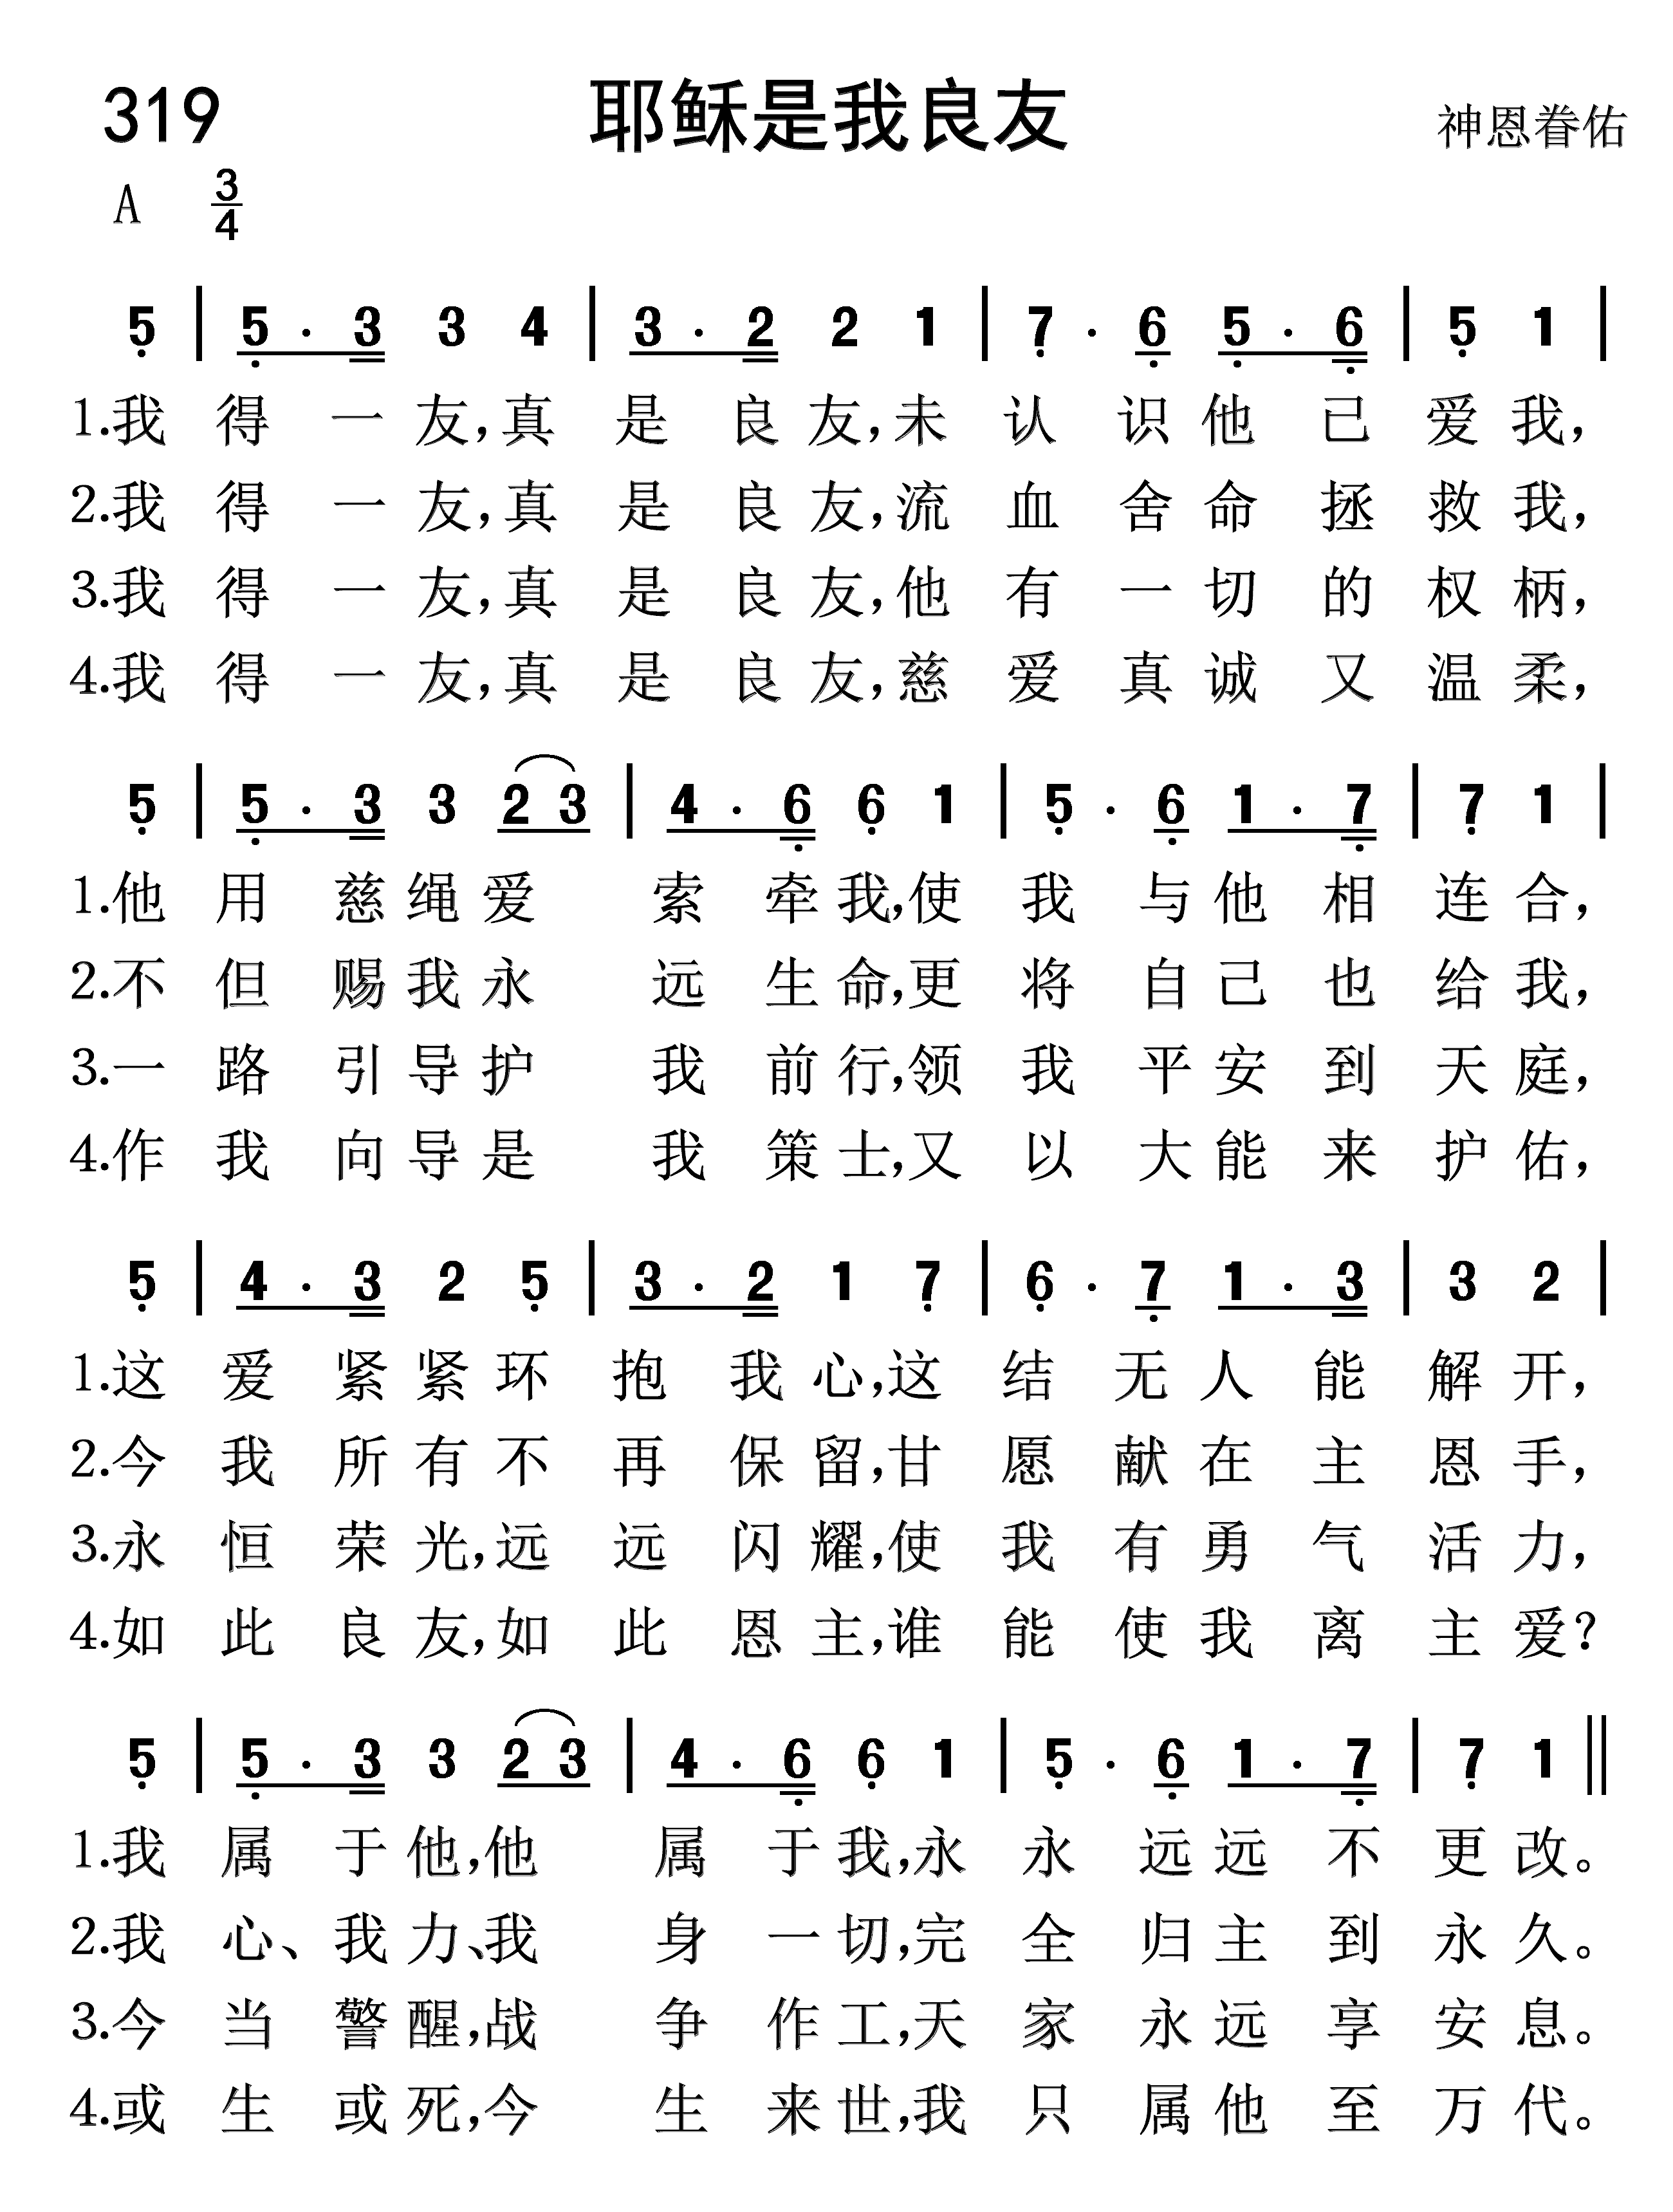 319 耶稣是我良友 神恩眷佑
A 3/4
5 | 5 · 3 3 4 | 3 · 2 2 1 | 7 · 6 5 · 6 | 5 1 |
1.我得一友,真是良友,未认识他已爱我,
2.我得一友,真是良友,流血舍命拯救我,
3.我得一友,真是良友,他有一切的权柄,
4.我得一友,真是良友,慈爱真诚又温柔,
5 | 5 · 3 3 2 3 | 4 · 6 6 1 | 5 · 6 1 · 7 | 7 1 |
1.他用慈绳爱索牵我,使我与他相连合,
2.不但赐我永远生命,更将自己也给我,
3.一路引导护我前行,领我平安到天庭,
4.作我向导是我策士,又以大能来护佑,
5 | 4 · 3 2 5 | 3 · 2 1 7 | 6 · 7 1 · 3 | 3 2 |
1.这爱紧紧环抱我心,这结无人能解开,
2.今我所有不再保留,甘愿献在主恩手,
3.永恒荣光,远远闪耀,使我有勇气活力,
4.如此良友,如此恩主,谁能使我离主爱?
5 | 5 · 3 3 2 3 | 4 · 6 6 1 | 5 · 6 1 · 7 | 7 1 ||
1.我属于他,他属于我,永永远远不更改。
2.我心、我力、我身一切,完全归主到永久。
3.今当警醒,战争作工,天家永远享安息。
4.或生或死,今生来世,我只属他至万代。